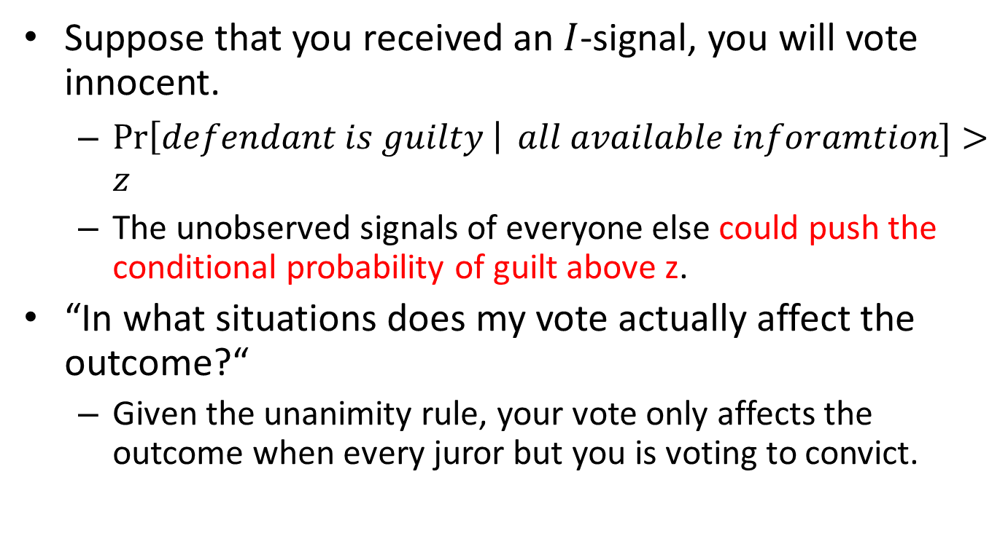 • Suppose that you received an 𝐼-signal, you will vote
innocent.
– Pr[𝑑𝑒𝑓𝑒𝑛𝑑𝑎𝑛𝑡 𝑖𝑠 𝑔𝑢𝑖𝑙𝑡𝑦 | 𝑎𝑙𝑙 𝑎𝑣𝑎𝑖𝑙𝑎𝑏𝑙𝑒 𝑖𝑛𝑓𝑜𝑟𝑎𝑚𝑡𝑖𝑜𝑛] >
𝑧
– The unobserved signals of everyone else could push the
conditional probability of guilt above z.
• “In what situations does my vote actually affect the
outcome?“
– Given the unanimity rule, your vote only affects the
outcome when every juror but you is voting to convict.